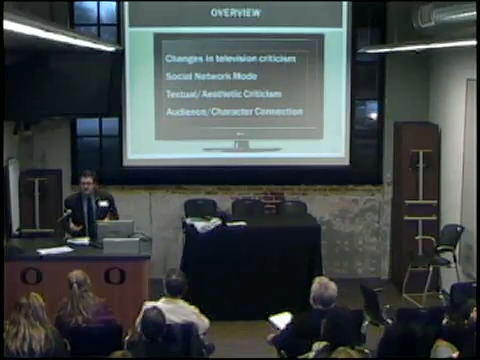 OVERVIEW
Changes in television criticism
Social Network Mode
Textual/Aesthetic Criticism
Audience/Character Connection
O O